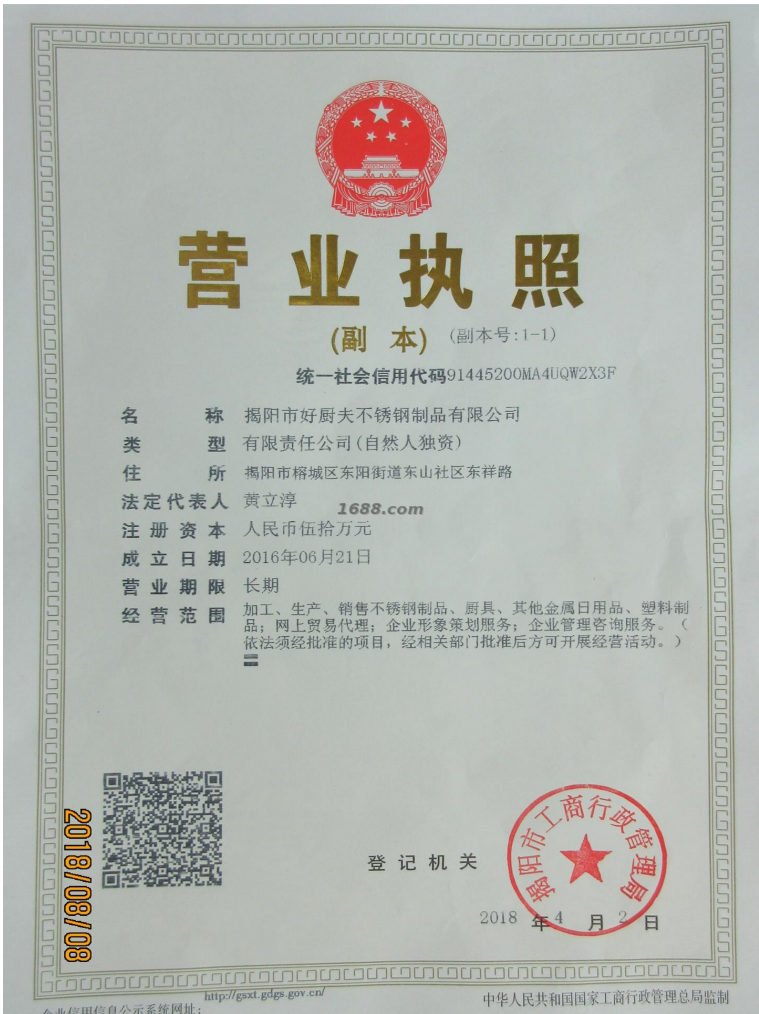 营业执照
(副 本) (副本号:1-1)
统一社会信用代码91445200MA4UQW2X3F
名 称 揭阳市好厨夫不锈钢制品有限公司
类 型 有限责任公司(自然人独资)
住 所 揭阳市榕城区东阳街道东山社区东祥路
法定代表人 黄立淳
1688.com
注册资本 人民币伍拾万元
成立日期 2016年06月21日
营业期限 长期
经营范围 加工、生产、销售不锈钢制品、厨具、其他金属日用品、塑料制
品；网上贸易代理；企业形象策划服务；企业管理咨询服务。（
依法须经批准的项目，经相关部门批准后方可开展经营活动。）
2018/08/08
登记机关
揭阳市工商行政管理局
2018 年 4 月 2 日
http://gsxt.gdgs.gov.cn/
企业信用信息公示系统网址：
中华人民共和国国家工商行政管理总局监制